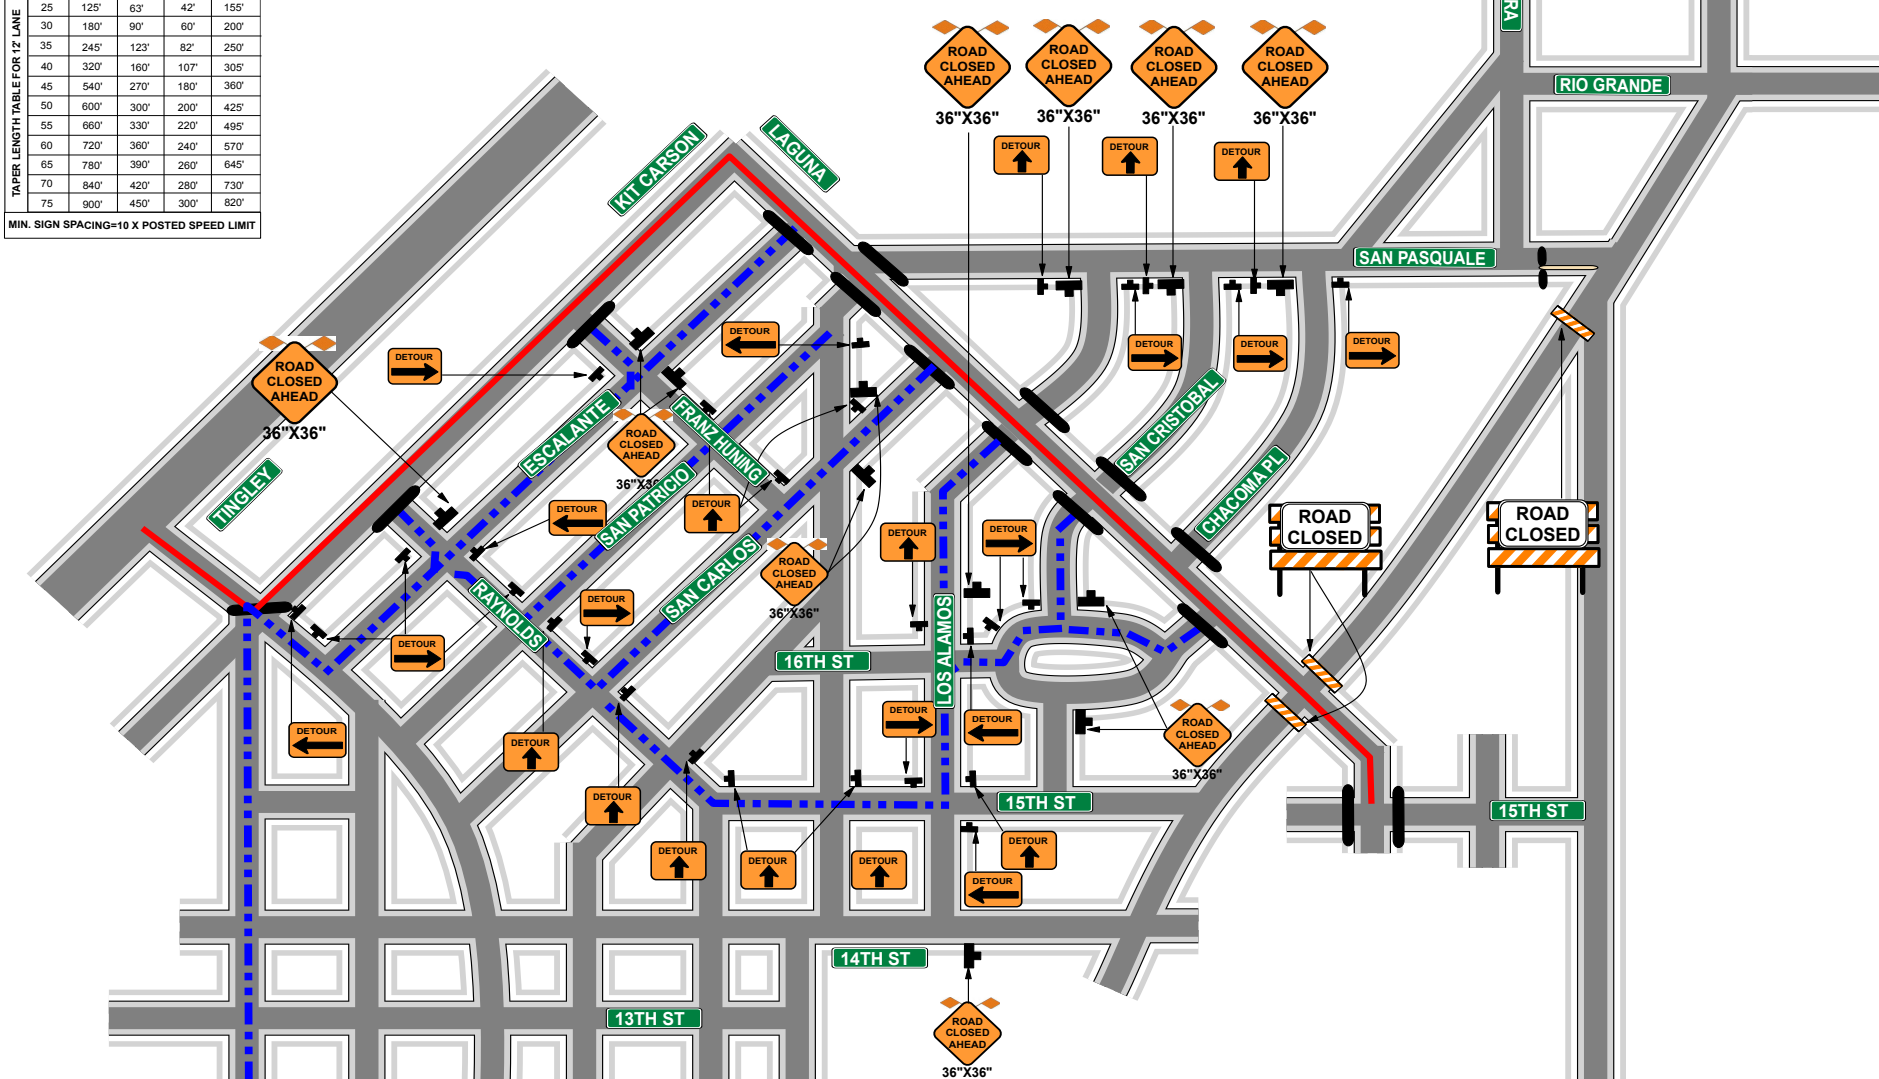 TAPER LENGTH TABLE FOR 12' LANE
25 125' 63' 42' 155'
30 180' 90' 60' 200'
35 245' 123' 82' 250'
40 320' 160' 107' 305'
45 540' 270' 180' 360'
50 600' 300' 200' 425'
55 660' 330' 220' 495'
60 720' 360' 240' 570'
65 780' 390' 260' 645'
70 840' 420' 280' 730'
75 900' 450' 300' 820'
MIN. SIGN SPACING=10 X POSTED SPEED LIMIT
ROAD
CLOSED
AHEAD
36"X36"
ROAD
CLOSED
AHEAD
36"X36"
ROAD
CLOSED
AHEAD
36"X36"
ROAD
CLOSED
AHEAD
36"X36"
RA
RIO GRANDE
KIT CARSON
LAGUNA
DETOUR
DETOUR
DETOUR
SAN PASQUALE
DETOUR
DETOUR
DETOUR
DETOUR
DETOUR
ROAD
CLOSED
AHEAD
36"X36"
ESCALANTE
FRANZ HUNING
ROAD
CLOSED
AHEAD
36"X36"
SAN CRISTOBAL
CHACOMA PL
TINGLEY
SAN PATRICIO
DETOUR
DETOUR
ROAD
CLOSED
ROAD
CLOSED
DETOUR
DETOUR
SAN CARLOS
ROAD
CLOSED
AHEAD
36"X36"
RAYNOLDS
DETOUR
DETOUR
LOS ALAMOS
16TH ST
DETOUR
DETOUR
DETOUR
DETOUR
ROAD
CLOSED
AHEAD
36"X36"
DETOUR
15TH ST
15TH ST
DETOUR
DETOUR
DETOUR
DETOUR
DETOUR
14TH ST
13TH ST
ROAD
CLOSED
AHEAD
36"X36"